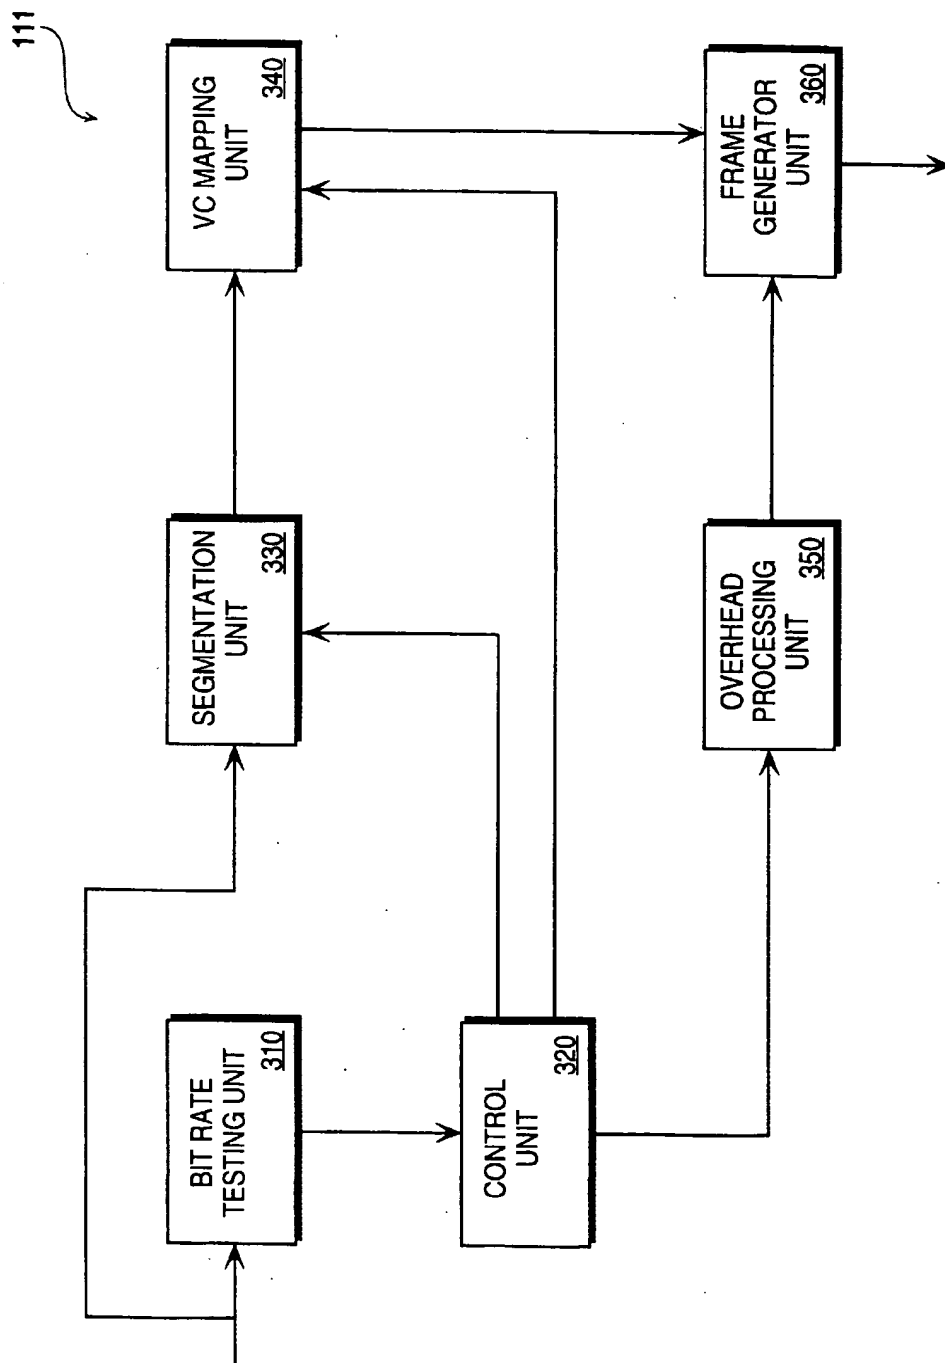 111
BIT RATE
TESTING UNIT
310
SEGMENTATION
UNIT
330
VC MAPPING
UNIT
340
CONTROL
UNIT
320
OVERHEAD
PROCESSING
UNIT
350
FRAME
GENERATOR
UNIT
360